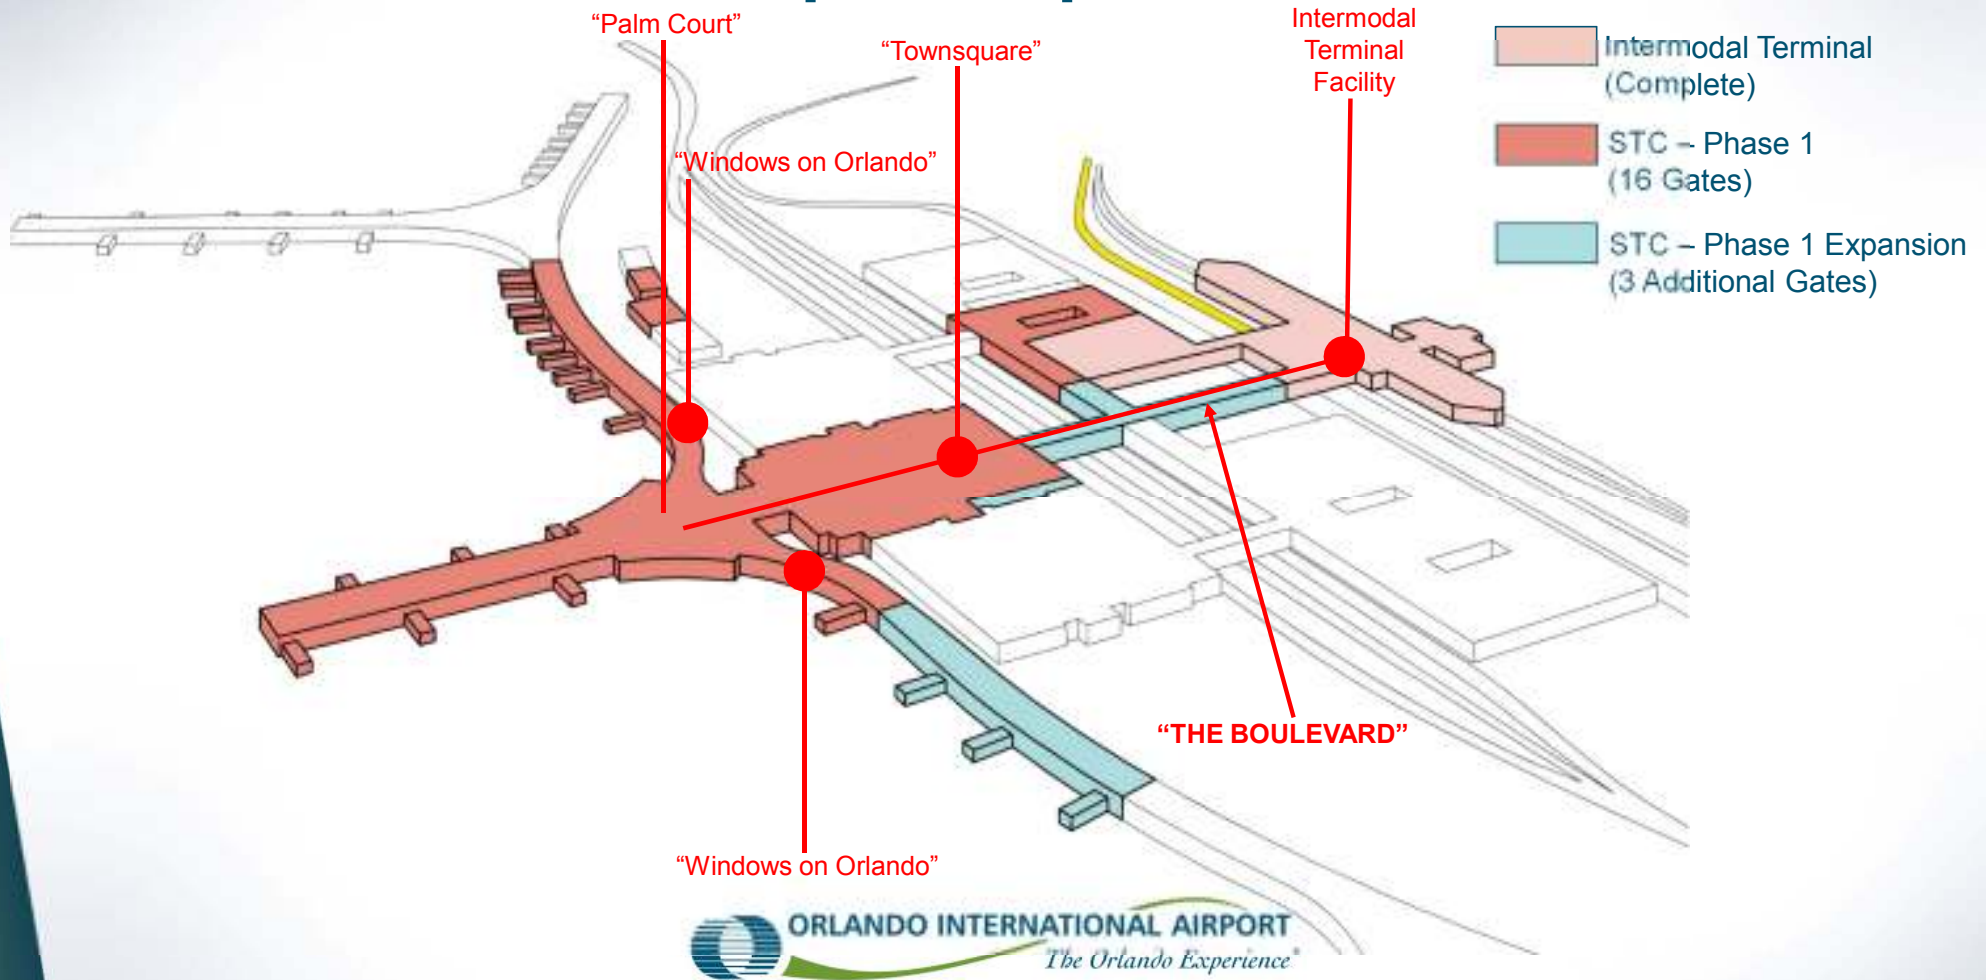 “Palm Court”
“Townsquare”
Intermodal
Terminal
Facility
“Windows on Orlando”
Intermodal Terminal
(Complete)
STC – Phase 1
(16 Gates)
STC – Phase 1 Expansion
(3 Additional Gates)
“THE BOULEVARD”
“Windows on Orlando”
ORLANDO INTERNATIONAL AIRPORT
The Orlando Experience®